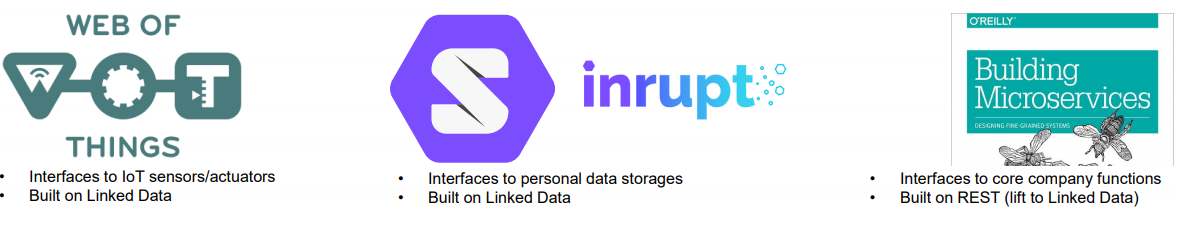 WEB OF
WOT
THINGS
• Interfaces to IoT sensors/actuators
• Built on Linked Data
S
inrupt
• Interfaces to personal data storages
• Built on Linked Data
O'REILLY®
Building
Microservices
DESIGNING FINE-GRAINED SYSTEMS
• Interfaces to core company functions
• Built on REST (lift to Linked Data)